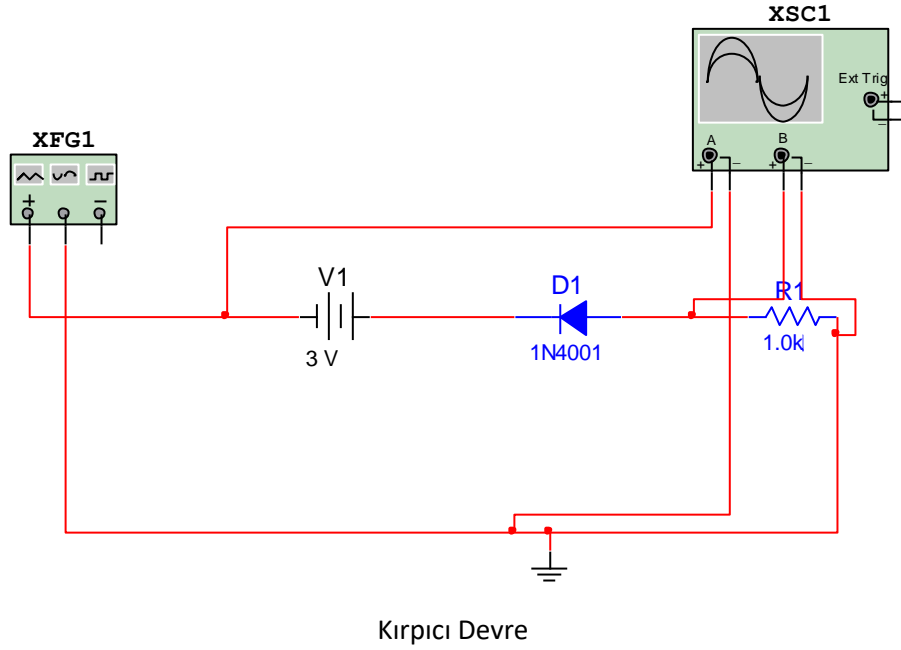 XSC1
Ext Trig
+
_
A
B
+
_
+
_
XFG1
+
−
V1
3 V
D1
1N4001
R1
1.0k
Kırpıcı Devre